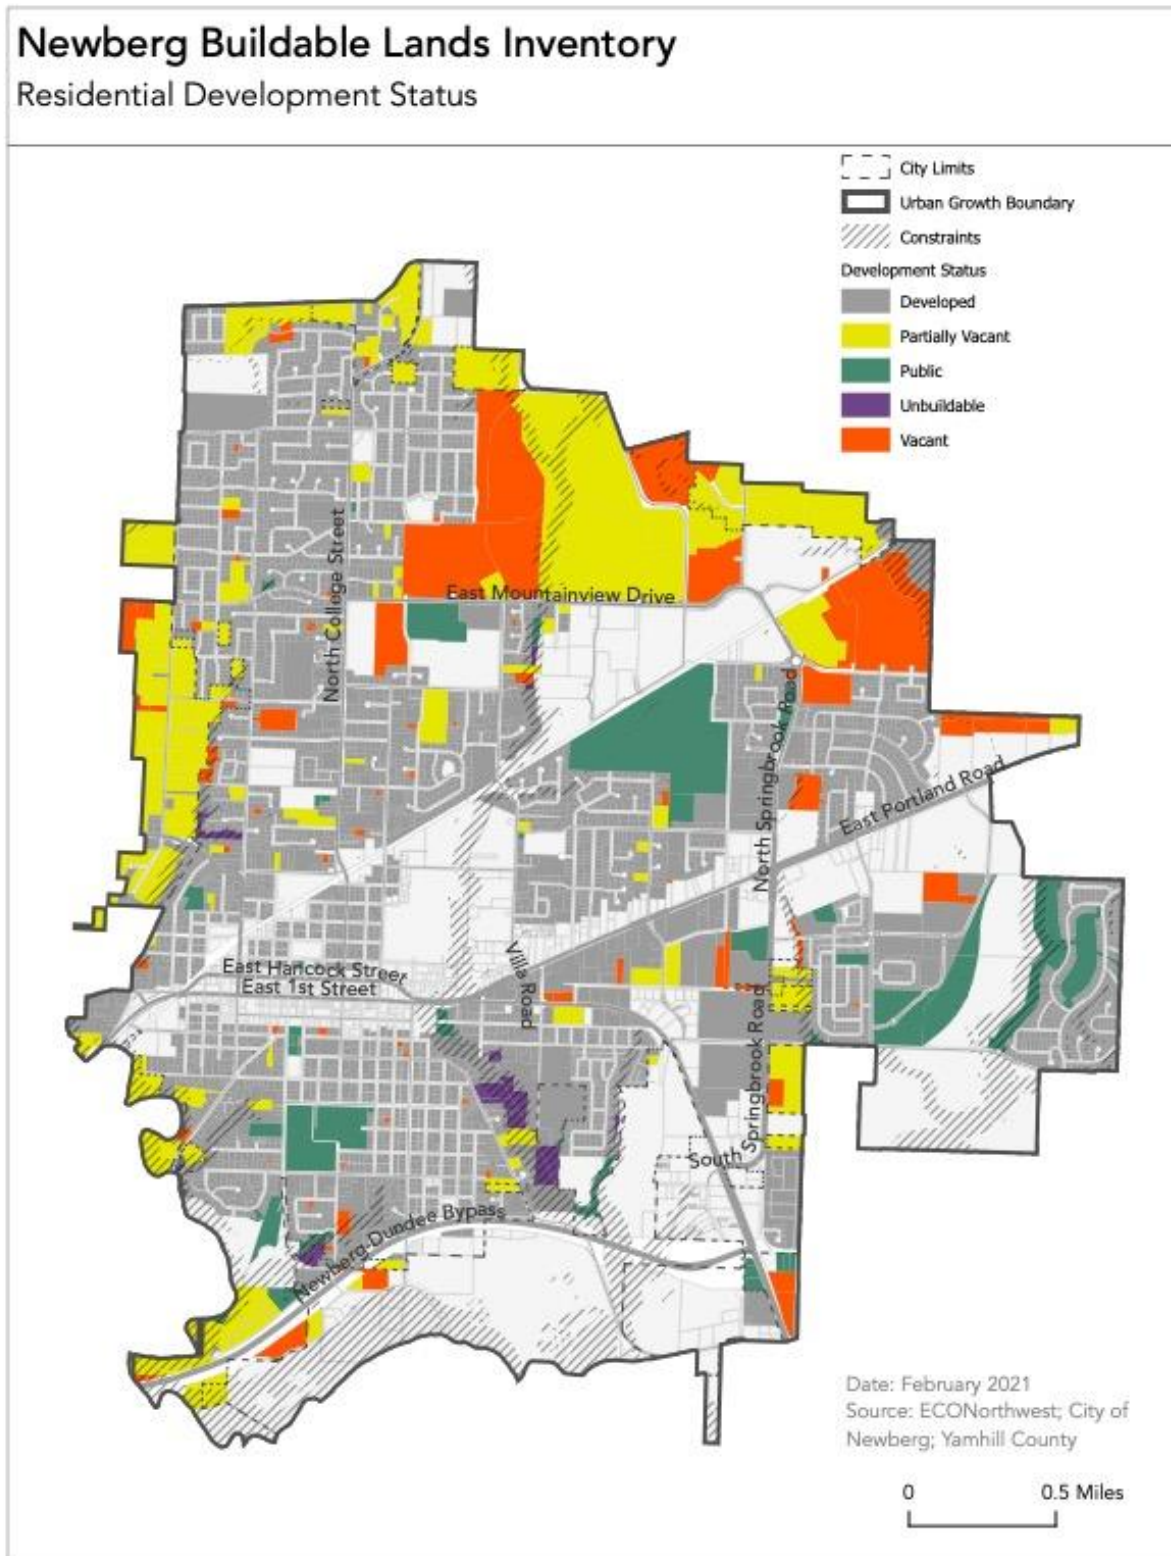 Newberg Buildable Lands Inventory
Residential Development Status
City Limits
Urban Growth Boundary
Constraints
Development Status
Developed
Partially Vacant
Public
Unbuildable
Vacant
North College Street
East Mountainview Drive
North Springbrook Road
East Portland Road
Villa Road
East Hancock Street
East 1st Street
South Springbrook Road
Newberg-Dundee Bypass
Date: February 2021
Source: ECONorthwest; City of
Newberg; Yamhill County
0 0.5 Miles